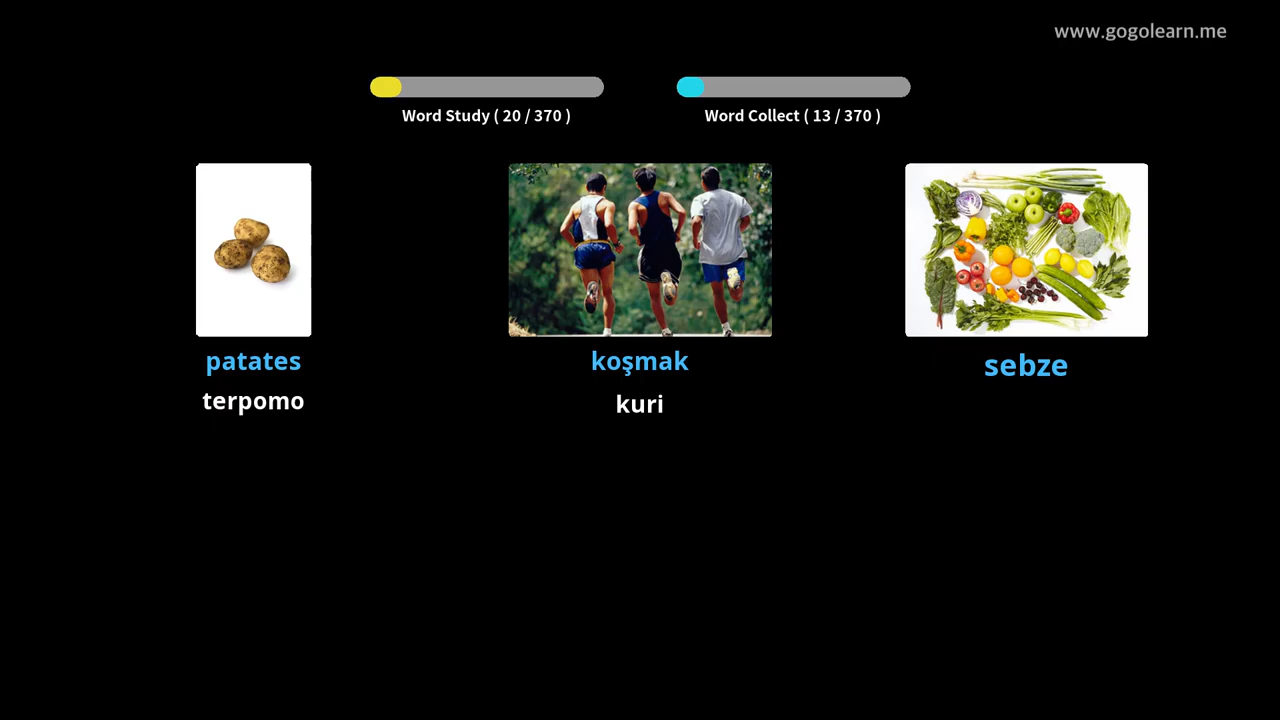 www.gogolearn.me
Word Study ( 20 / 370 )
Word Collect ( 13 / 370 )
patates
terpomo
koşmak
kuri
sebze